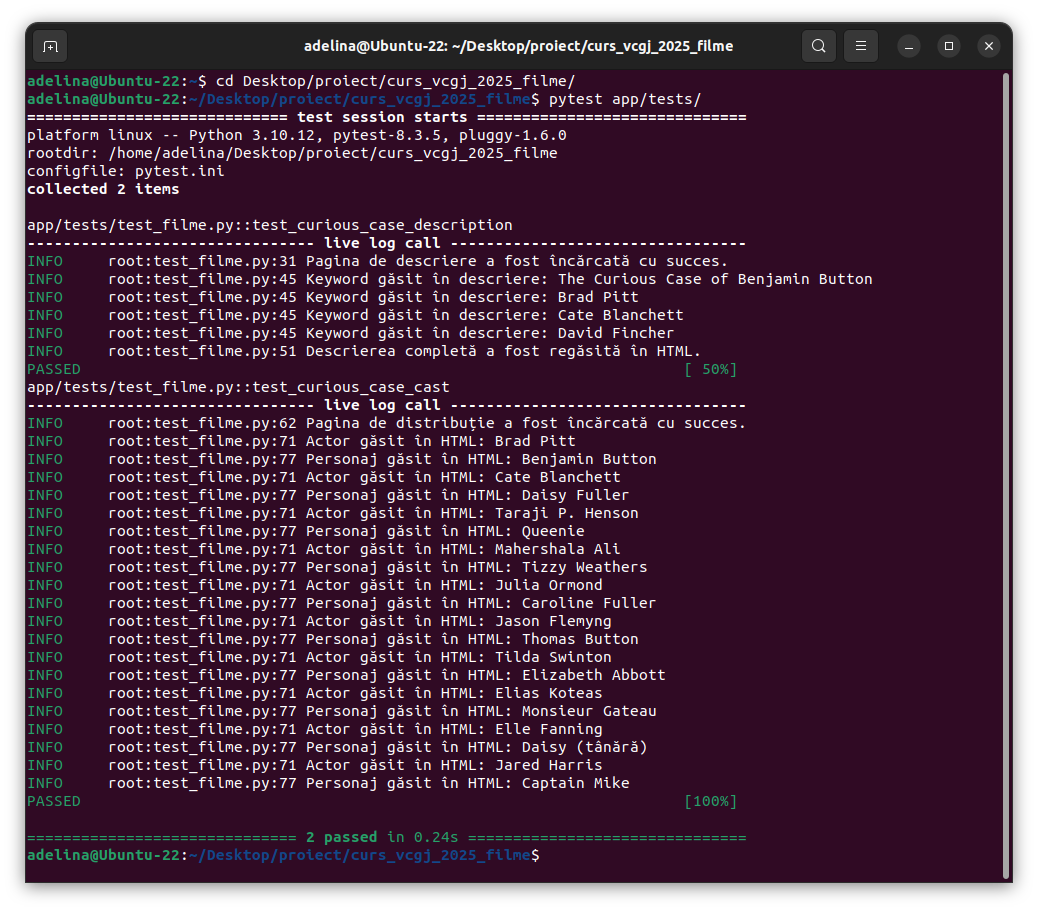 adelina@Ubuntu-22: ~/Desktop/proiect/curs_vcgj_2025_filme
adelina@Ubuntu-22:~$ cd Desktop/proiect/curs_vcgj_2025_filme/
adelina@Ubuntu-22:~/Desktop/proiect/curs_vcgj_2025_filme$ pytest app/tests/
============================= test session starts ==============================
platform linux -- Python 3.10.12, pytest-8.3.5, pluggy-1.6.0
rootdir: /home/adelina/Desktop/proiect/curs_vcgj_2025_filme
configfile: pytest.ini
collected 2 items
app/tests/test_filme.py::test_curious_case_description
-------------------------------- live log call ---------------------------------
INFO     root:test_filme.py:31 Pagina de descriere a fost încărcată cu succes.
INFO     root:test_filme.py:45 Keyword găsit în descriere: The Curious Case of Benjamin Button
INFO     root:test_filme.py:45 Keyword găsit în descriere: Brad Pitt
INFO     root:test_filme.py:45 Keyword găsit în descriere: Cate Blanchett
INFO     root:test_filme.py:45 Keyword găsit în descriere: David Fincher
INFO     root:test_filme.py:51 Descrierea completă a fost regăsită în HTML.
PASSED                                                                   [ 50%]
app/tests/test_filme.py::test_curious_case_cast
-------------------------------- live log call ---------------------------------
INFO     root:test_filme.py:62 Pagina de distribuție a fost încărcată cu succes.
INFO     root:test_filme.py:71 Actor găsit în HTML: Brad Pitt
INFO     root:test_filme.py:77 Personaj găsit în HTML: Benjamin Button
INFO     root:test_filme.py:71 Actor găsit în HTML: Cate Blanchett
INFO     root:test_filme.py:77 Personaj găsit în HTML: Daisy Fuller
INFO     root:test_filme.py:71 Actor găsit în HTML: Taraji P. Henson
INFO     root:test_filme.py:77 Personaj găsit în HTML: Queenie
INFO     root:test_filme.py:71 Actor găsit în HTML: Mahershala Ali
INFO     root:test_filme.py:77 Personaj găsit în HTML: Tizzy Weathers
INFO     root:test_filme.py:71 Actor găsit în HTML: Julia Ormond
INFO     root:test_filme.py:77 Personaj găsit în HTML: Caroline Fuller
INFO     root:test_filme.py:71 Actor găsit în HTML: Jason Flemyng
INFO     root:test_filme.py:77 Personaj găsit în HTML: Thomas Button
INFO     root:test_filme.py:71 Actor găsit în HTML: Tilda Swinton
INFO     root:test_filme.py:77 Personaj găsit în HTML: Elizabeth Abbott
INFO     root:test_filme.py:71 Actor găsit în HTML: Elias Koteas
INFO     root:test_filme.py:77 Personaj găsit în HTML: Monsieur Gateau
INFO     root:test_filme.py:71 Actor găsit în HTML: Elle Fanning
INFO     root:test_filme.py:77 Personaj găsit în HTML: Daisy (tânără)
INFO     root:test_filme.py:71 Actor găsit în HTML: Jared Harris
INFO     root:test_filme.py:77 Personaj găsit în HTML: Captain Mike
PASSED                                                                   [100%]
============================== 2 passed in 0.24s ===============================
adelina@Ubuntu-22:~/Desktop/proiect/curs_vcgj_2025_filme$